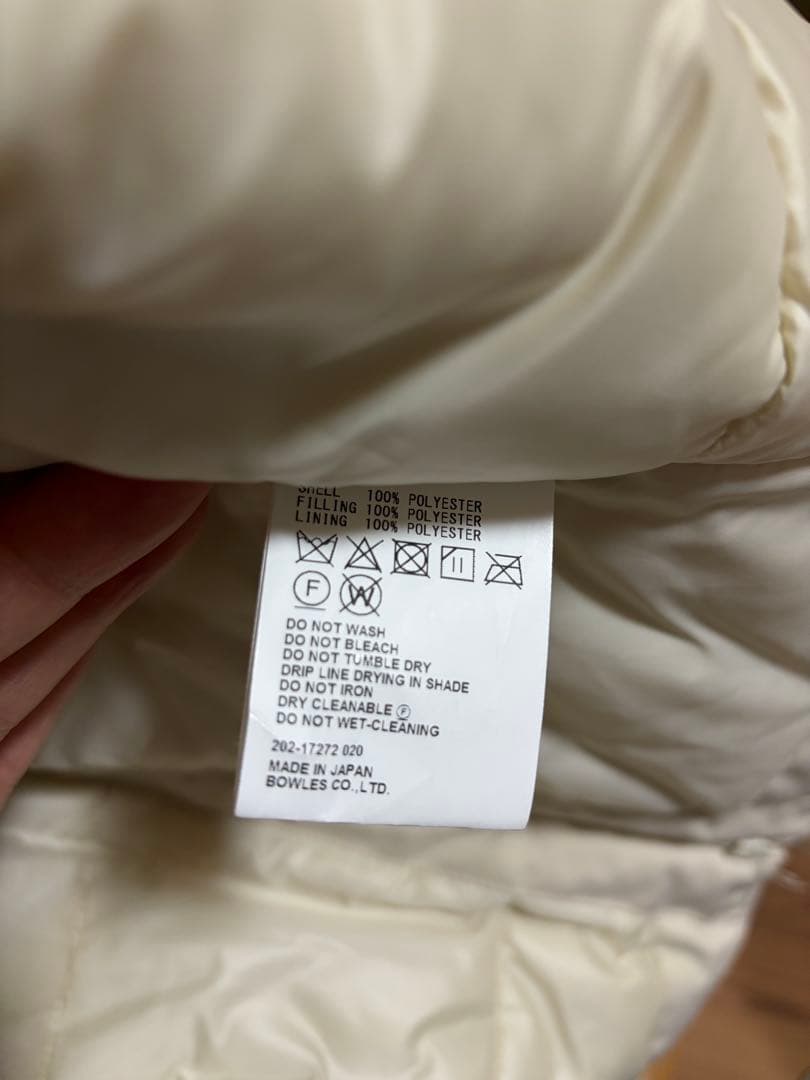 SHELL 100% POLYESTER
FILLING 100% POLYESTER
LINING 100% POLYESTER
F W
DO NOT WASH
DO NOT BLEACH
DO NOT TUMBLE DRY
DRIP LINE DRYING IN SHADE
DO NOT IRON
DRY CLEANABLE Ⓕ
DO NOT WET-CLEANING
202-17272 020
MADE IN JAPAN
BOWLES CO.,LTD.